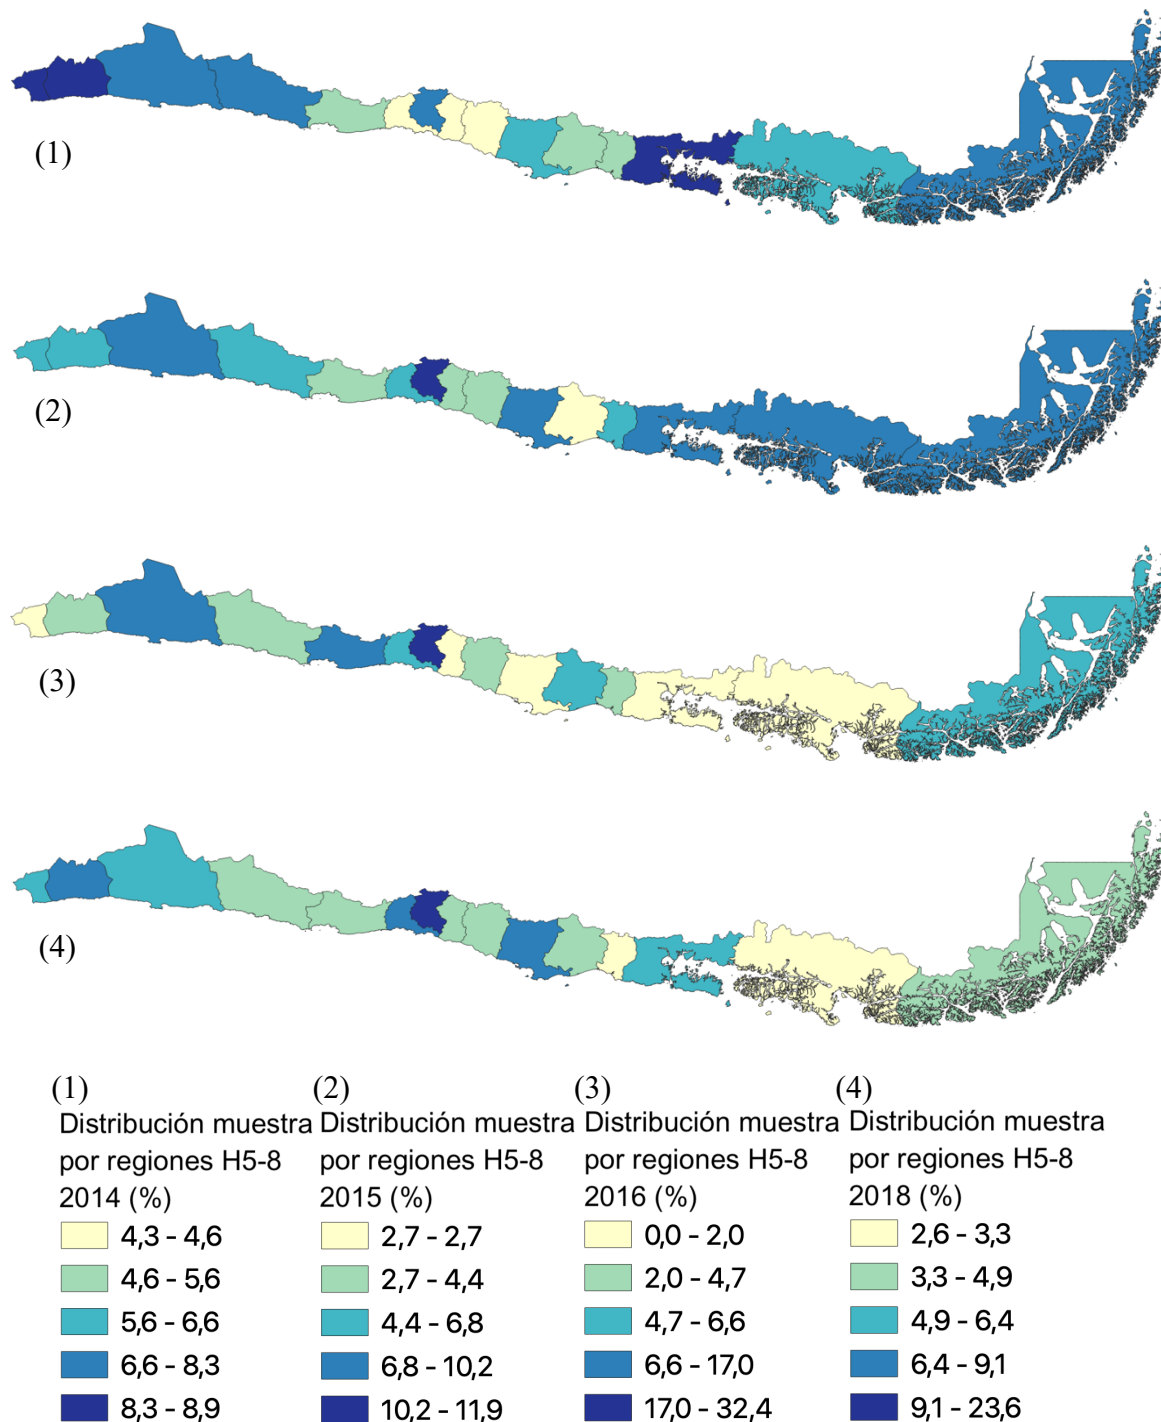 (1)
(2)
(3)
(4)
(1)
Distribución muestra
por regiones H5-8
2014 (%)
4,3 – 4,6
4,6 – 5,6
5,6 – 6,6
6,6 – 8,3
8,3 – 8,9
(2)
Distribución muestra
por regiones H5-8
2015 (%)
2,7 – 2,7
2,7 – 4,4
4,4 – 6,8
6,8 – 10,2
10,2 – 11,9
(3)
Distribución muestra
por regiones H5-8
2016 (%)
0,0 – 2,0
2,0 – 4,7
4,7 – 6,6
6,6 – 17,0
17,0 – 32,4
(4)
Distribución muestra
por regiones H5-8
2018 (%)
2,6 – 3,3
3,3 – 4,9
4,9 – 6,4
6,4 – 9,1
9,1 – 23,6